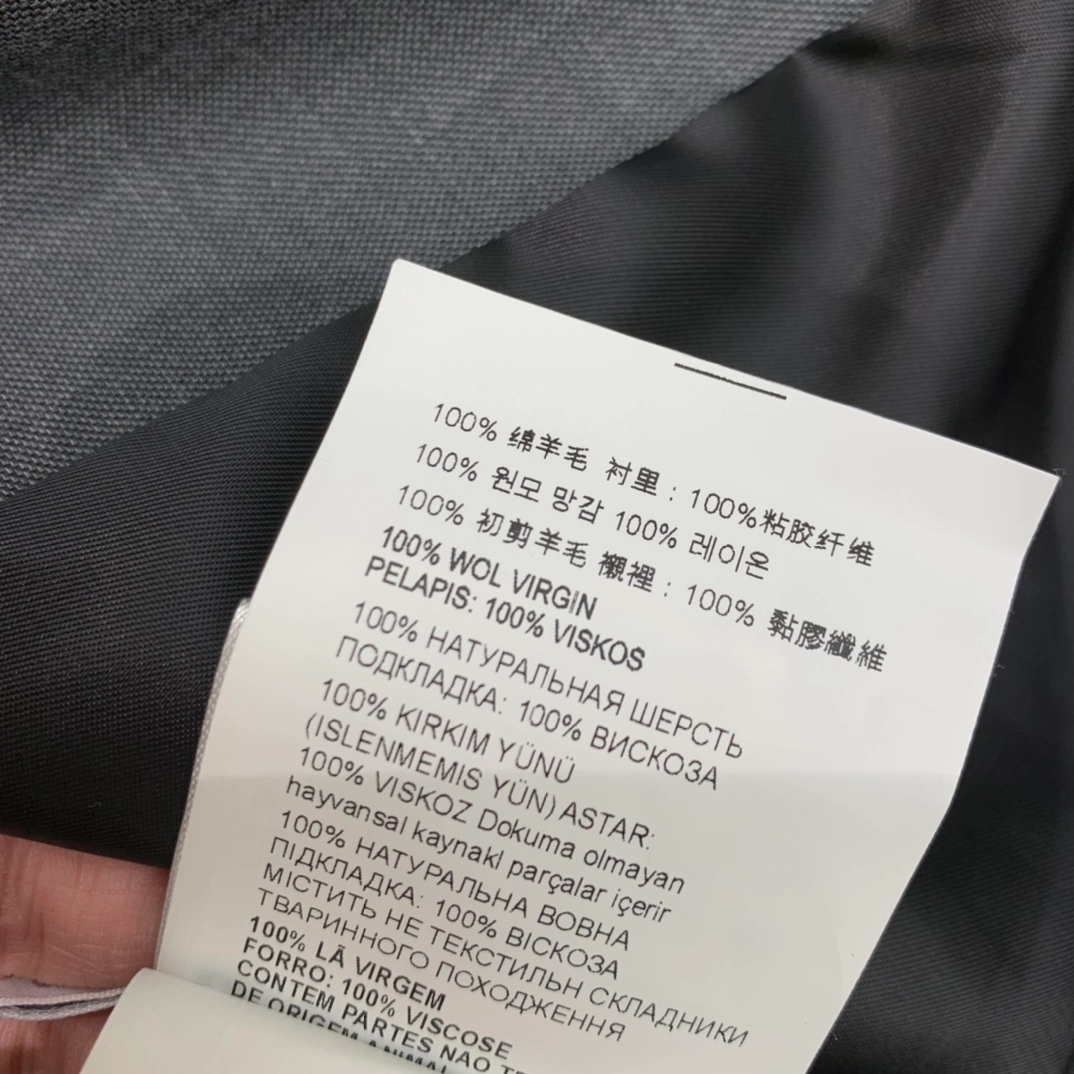 100% 绵羊毛 衬里 : 100%粘胶纤维
100% 원모 망감 100% 레이온
100% 初剪羊毛 襯裡 : 100% 黏膠纖維
100% WOL VIRGIN
PELAPIS: 100% VISKOS
100% НАТУРАЛЬНАЯ ШЕРСТЬ
ПОДКЛАДКА: 100% ВИСКОЗА
100% KIRKIM YÜNÜ
(ISLENMEMIS YÜN) ASTAR:
100% VISKOZ Dokuma olmayan
hayvansal kaynakl parçalar içerir
100% НАТУРАЛЬНА ВОВНА
ПІДКЛАДКА: 100% ВІСКОЗА
МІСТИТЬ НЕ ТЕКСТИЛЬН СКЛАДНИКИ
ТВАРИННОГО ПОХОДЖЕННЯ
100% LÃ VIRGEM
FORRO: 100% VISCOSE
CONTEM PARTES NAO
DE ORIGEM ANIMAL